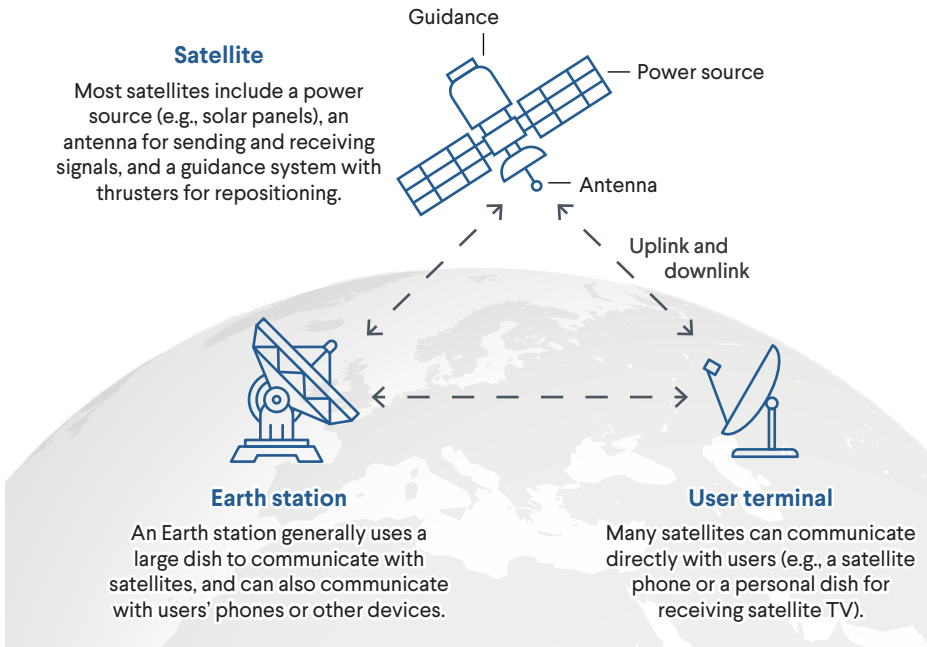 Guidance
Satellite
Most satellites include a power
source (e.g., solar panels), an
antenna for sending and receiving
signals, and a guidance system with
thrusters for repositioning.
Power source
Antenna
Uplink and
downlink
Earth station
An Earth station generally uses a
large dish to communicate with
satellites, and can also communicate
with users’ phones or other devices.
User terminal
Many satellites can communicate
directly with users (e.g., a satellite
phone or a personal dish for
receiving satellite TV).